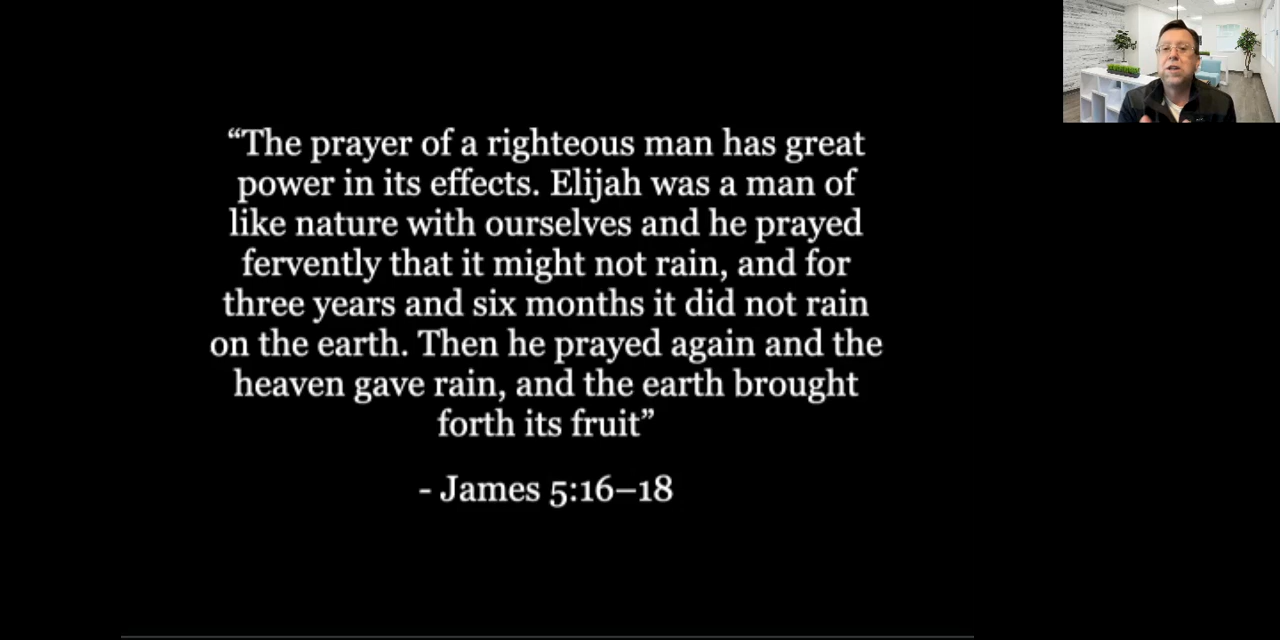 “The prayer of a righteous man has great
power in its effects. Elijah was a man of
like nature with ourselves and he prayed
fervently that it might not rain, and for
three years and six months it did not rain
on the earth. Then he prayed again and the
heaven gave rain, and the earth brought
forth its fruit”
- James 5:16–18